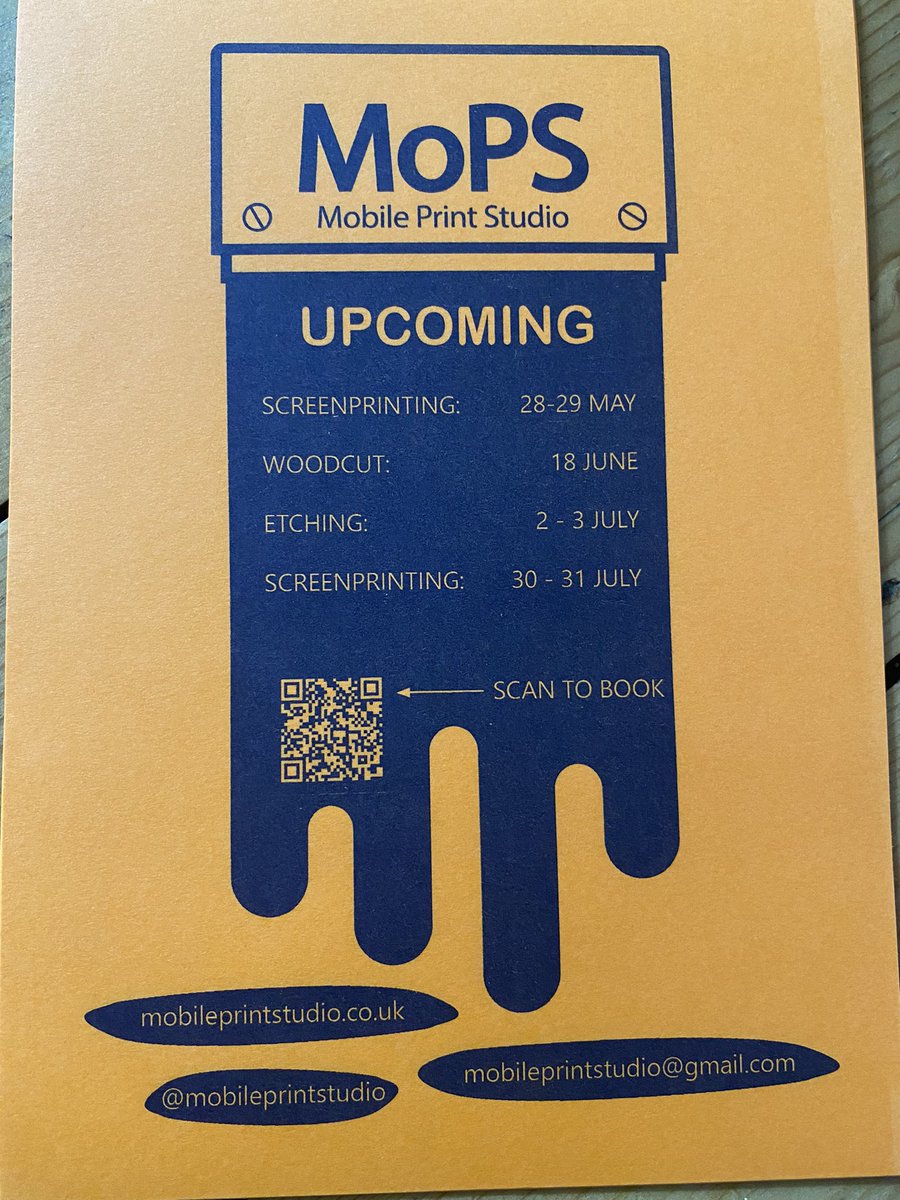 MoPS
Mobile Print Studio
UPCOMING
SCREENPRINTING: 28-29 MAY
WOODCUT: 18 JUNE
ETCHING: 2 - 3 JULY
SCREENPRINTING: 30 - 31 JULY
SCAN TO BOOK
mobileprintstudio.co.uk
mobileprintstudio@gmail.com
@mobileprintstudio